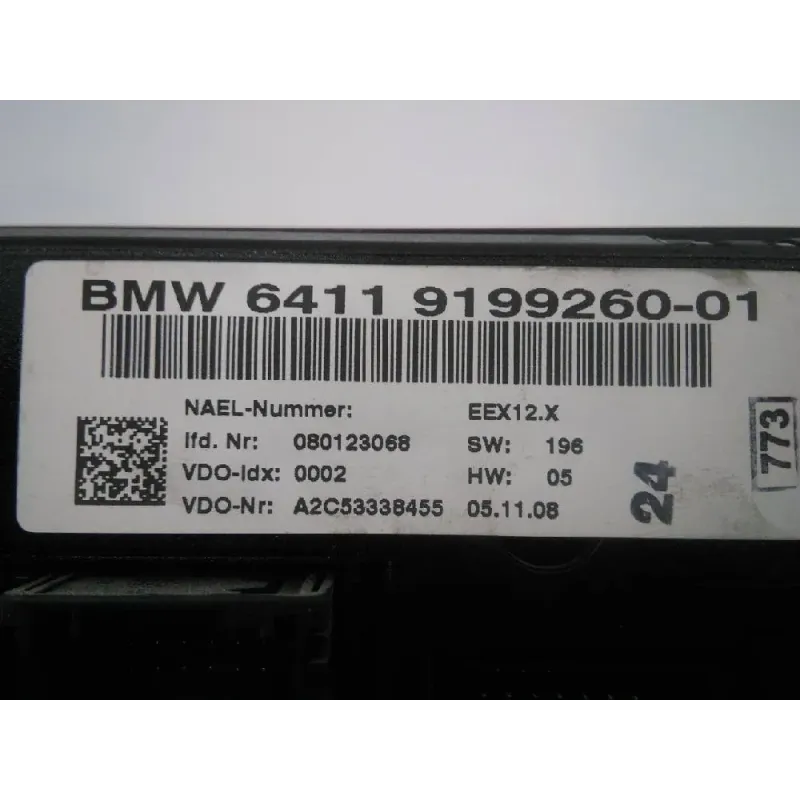 BMW 6411 9199260-01
NAEL-Nummer: EEX12.X
lfd. Nr: 080123068 SW: 196
VDO-Idx: 0002 HW: 05
VDO-Nr: A2C53338455 05.11.08
24
773